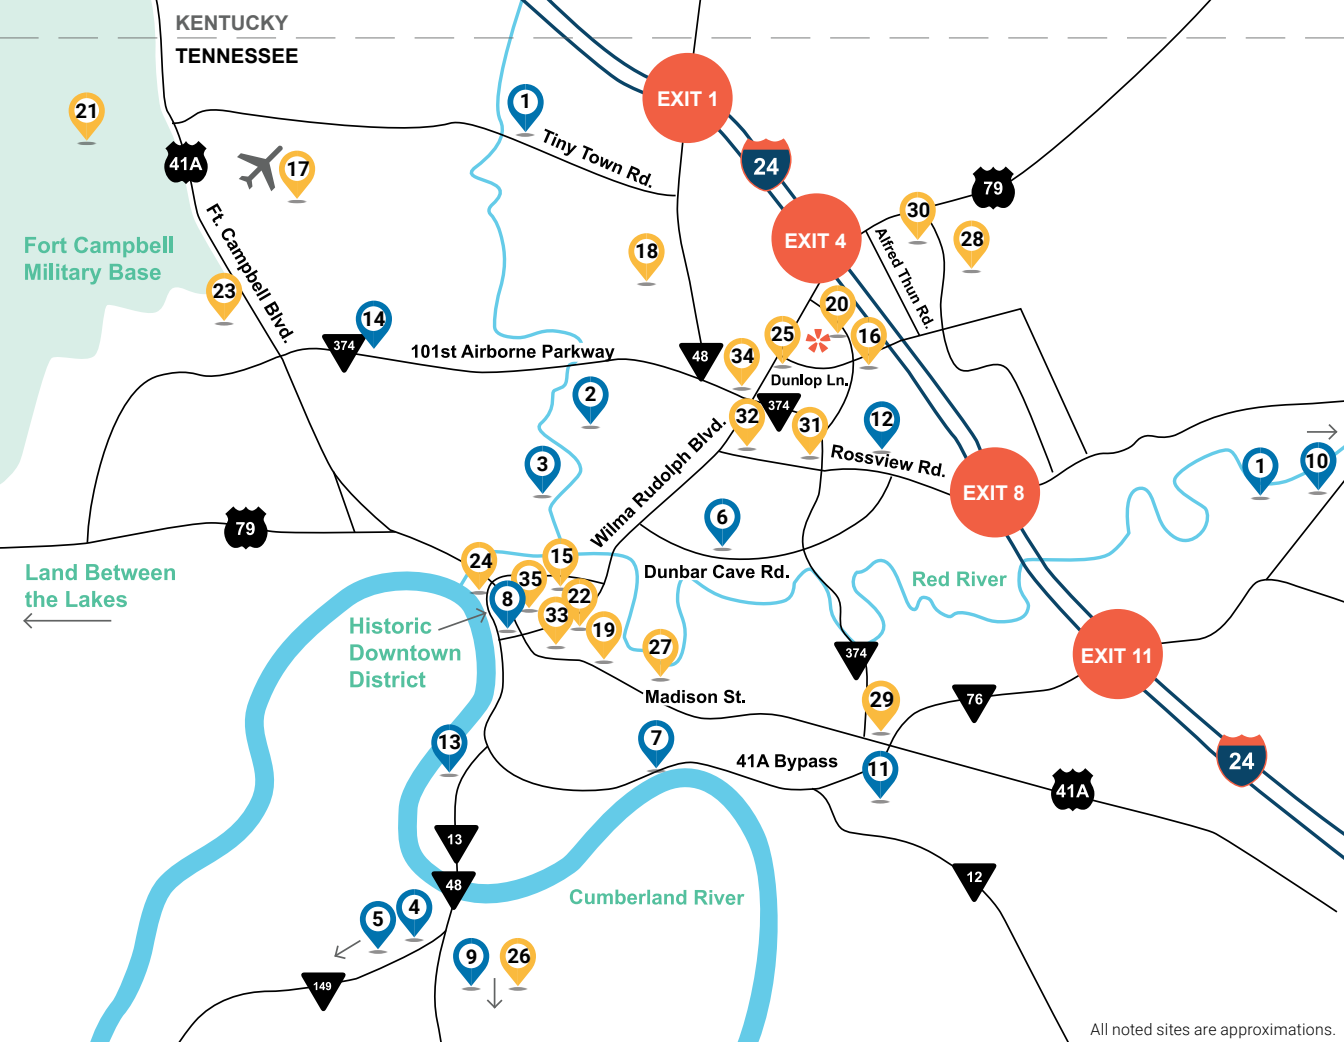 KENTUCKY
TENNESSEE
EXIT 1
21
1
Tiny Town Rd.
41A
17
24
79
30
28
EXIT 4
Alfred Thun Rd.
Ft. Campbell Blvd.
Fort Campbell
Military Base
18
23
20
14
25
16
374
101st Airborne Parkway
48
34
Dunlop Ln.
2
374
32
31
12
Rossview Rd.
3
Wilma Rudolph Blvd.
EXIT 8
1
10
79
6
24
15
Dunbar Cave Rd.
Land Between
the Lakes
35
8
22
33
19
Red River
Historic
Downtown
District
27
374
EXIT 11
Madison St.
29
76
13
7
41A Bypass
11
24
41A
13
48
12
Cumberland River
5
4
9
26
149
All noted sites are approximations.